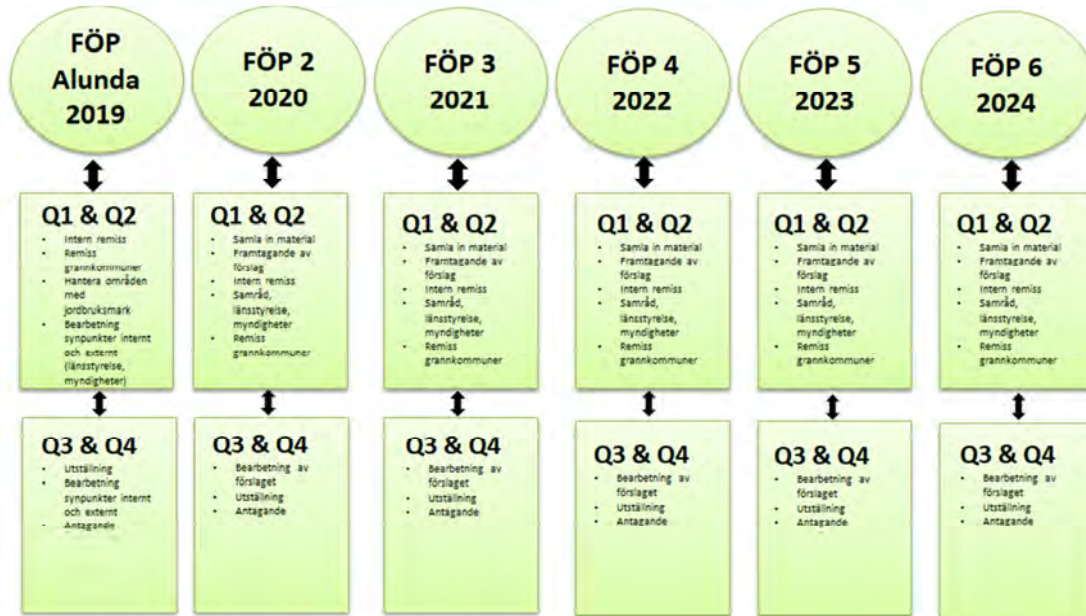 FÖP
Alunda
2019
FÖP 2
2020
FÖP 3
2021
FÖP 4
2022
FÖP 5
2023
FÖP 6
2024
Q1 & Q2
• Intern remiss
• Remiss
grannkommuner
• Hantera områden
med
jordbruksmark
• Bearbetning
synpunkter internt
och externt
(länsstyrelse,
myndigheter)
Q1 & Q2
• Samla in material
• Framtagande av
förslag
• Intern remiss
• Samråd,
länsstyrelse,
myndigheter
• Remiss
grannkommuner
Q1 & Q2
• Samla in material
• Framtagande av
förslag
• Intern remiss
• Samråd,
länsstyrelse,
myndigheter
• Remiss
grannkommuner
Q1 & Q2
• Samla in material
• Framtagande av
förslag
• Intern remiss
• Samråd,
länsstyrelse,
myndigheter
• Remiss
grannkommuner
Q1 & Q2
• Samla in material
• Framtagande av
förslag
• Intern remiss
• Samråd,
länsstyrelse,
myndigheter
• Remiss
grannkommuner
Q1 & Q2
• Samla in material
• Framtagande av
förslag
• Intern remiss
• Samråd,
länsstyrelse,
myndigheter
• Remiss
grannkommuner
Q3 & Q4
• Utställning
• Bearbetning
synpunkter internt
och externt
• Antagande
Q3 & Q4
• Bearbetning av
förslaget
• Utställning
• Antagande
Q3 & Q4
• Bearbetning av
förslaget
• Utställning
• Antagande
Q3 & Q4
• Bearbetning av
förslaget
• Utställning
• Antagande
Q3 & Q4
• Bearbetning av
förslaget
• Utställning
• Antagande
Q3 & Q4
• Bearbetning av
förslaget
• Utställning
• Antagande